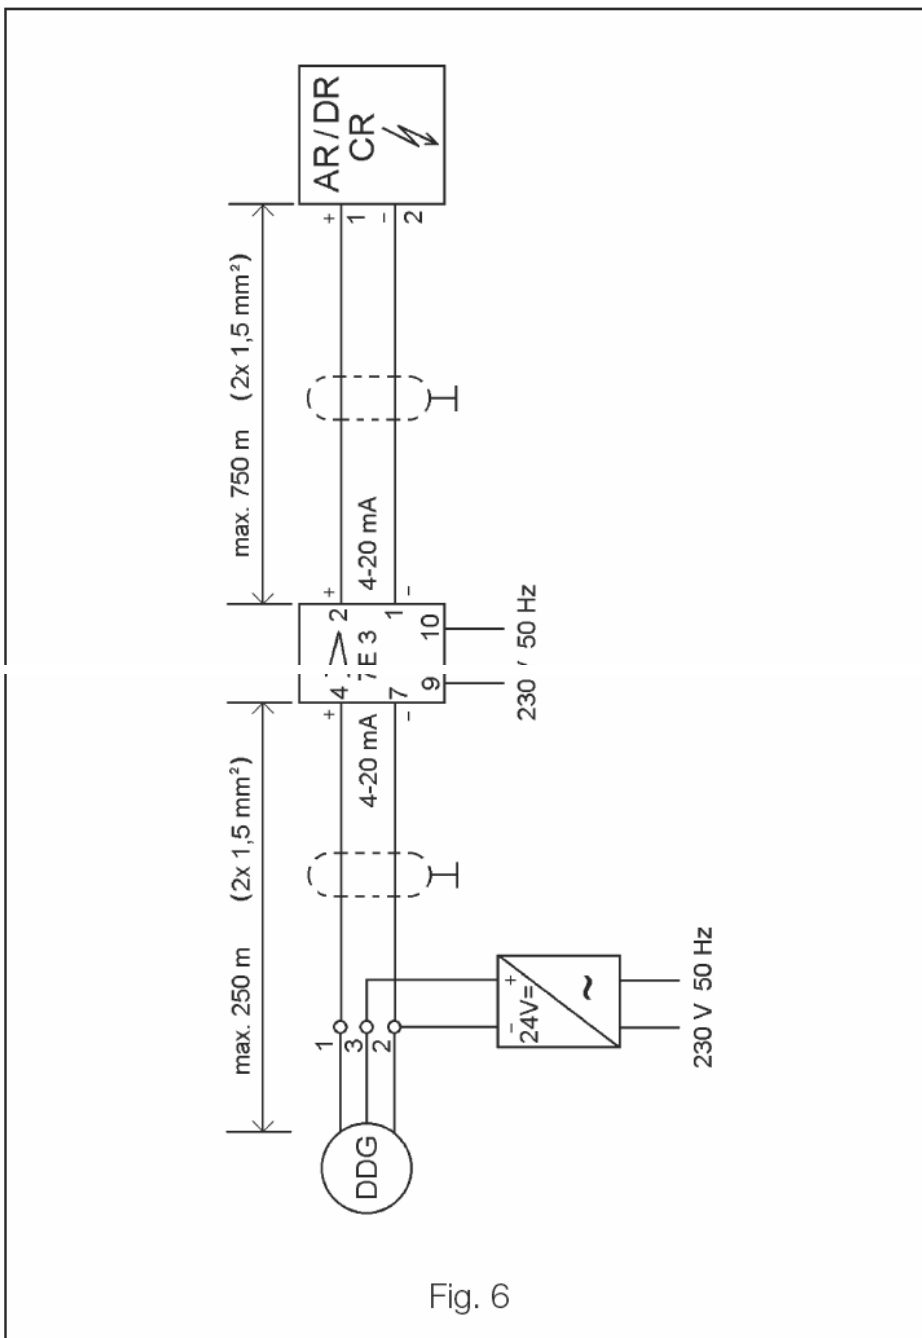 AR/DR
CR
+
1
-
2
max. 750 m (2x 1,5 mm²)
4-20 mA
+
2
1
-
E 3
10
9
230 50 Hz
4
7
+
-
4-20 mA
max. 250 m (2x 1,5 mm²)
1
3
2
DDG
+
-
24V=
~
230 V 50 Hz
Fig. 6